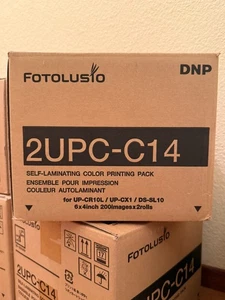 FOTOLUSIO
DNP
2UPC-C14
SELF-LAMINATING COLOR PRINTING PACK
ENSEMBLE POUR IMPRESSION
COULEUR AUTOLAMINANT
for UP-CR10L / UP-CX1 / DS-SL10
6x4inch 200images x 2rolls
FOTOLUSIO
2UPC-C14